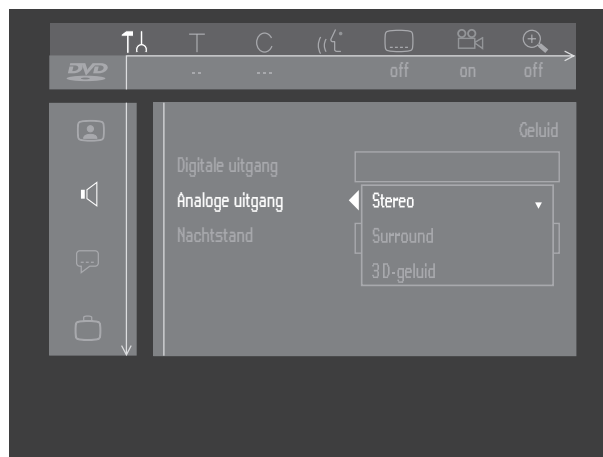 T C
DVD -- --- off on off
Geluid
Digitale uitgang
Analoge uitgang Stereo
Nachtstand Surround
3D-geluid